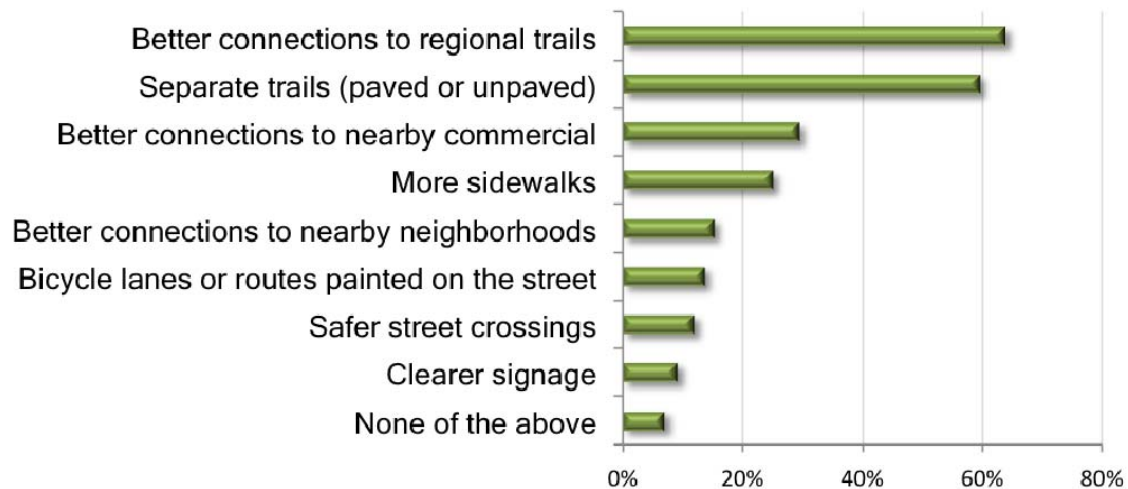 Better connections to regional trails
Separate trails (paved or unpaved)
Better connections to nearby commercial
More sidewalks
Better connections to nearby neighborhoods
Bicycle lanes or routes painted on the street
Safer street crossings
Clearer signage
None of the above
0% 20% 40% 60% 80%